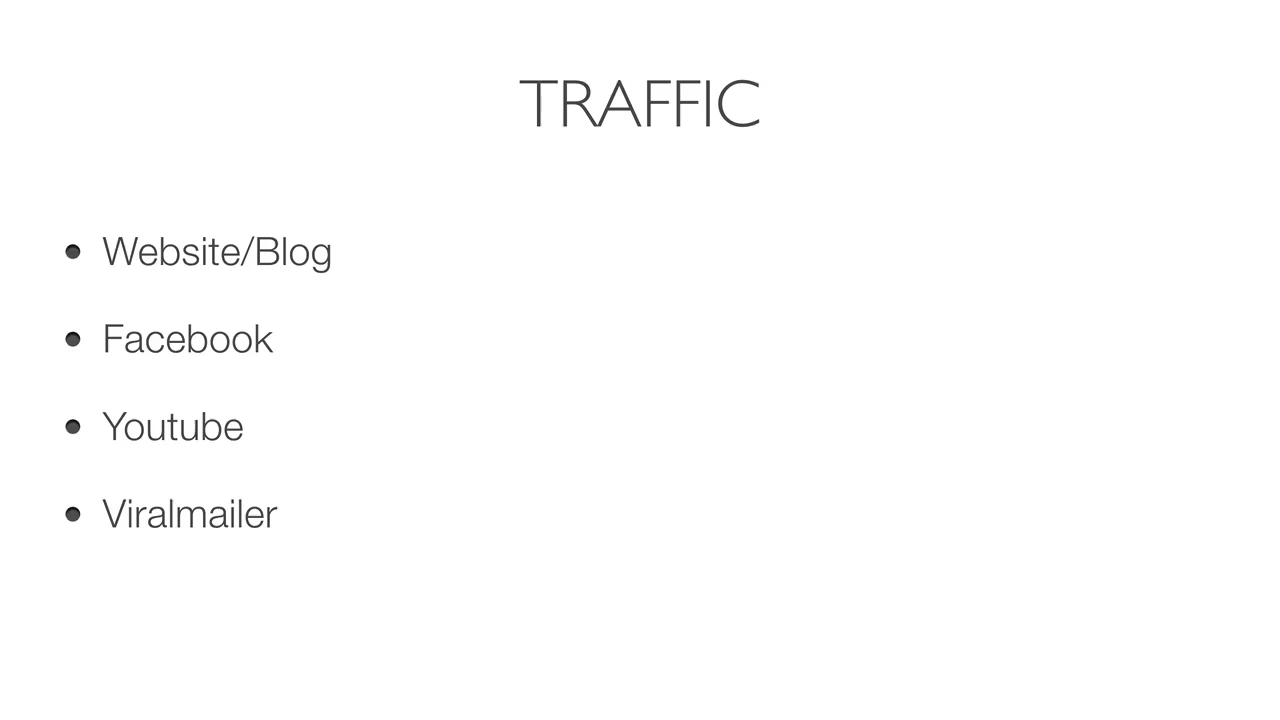 TRAFFIC
• Website/Blog
• Facebook
• Youtube
• Viralmailer